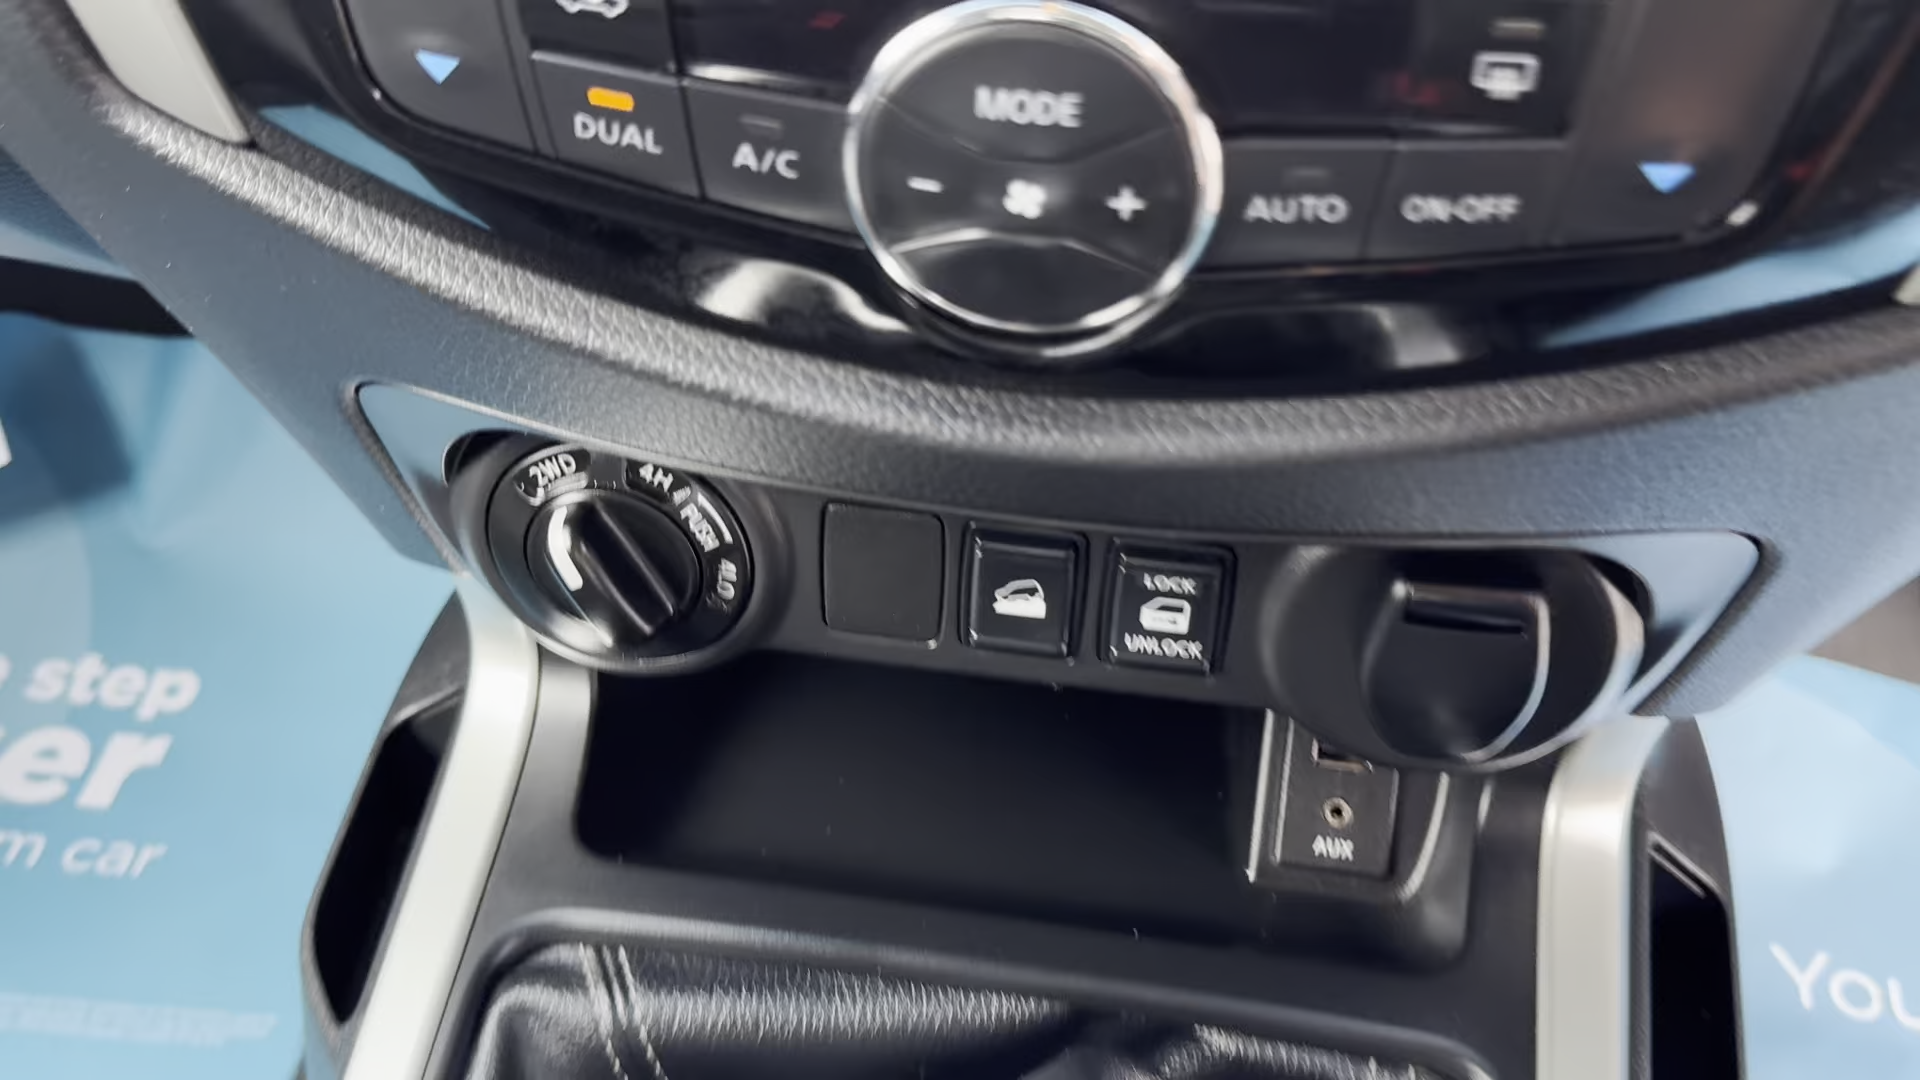 MODE
DUAL
A/C
- +
AUTO
ON·OFF
2WD
4H
PUSH
4LO
LOCK
UNLOCK
AUX
step
er
m car
You